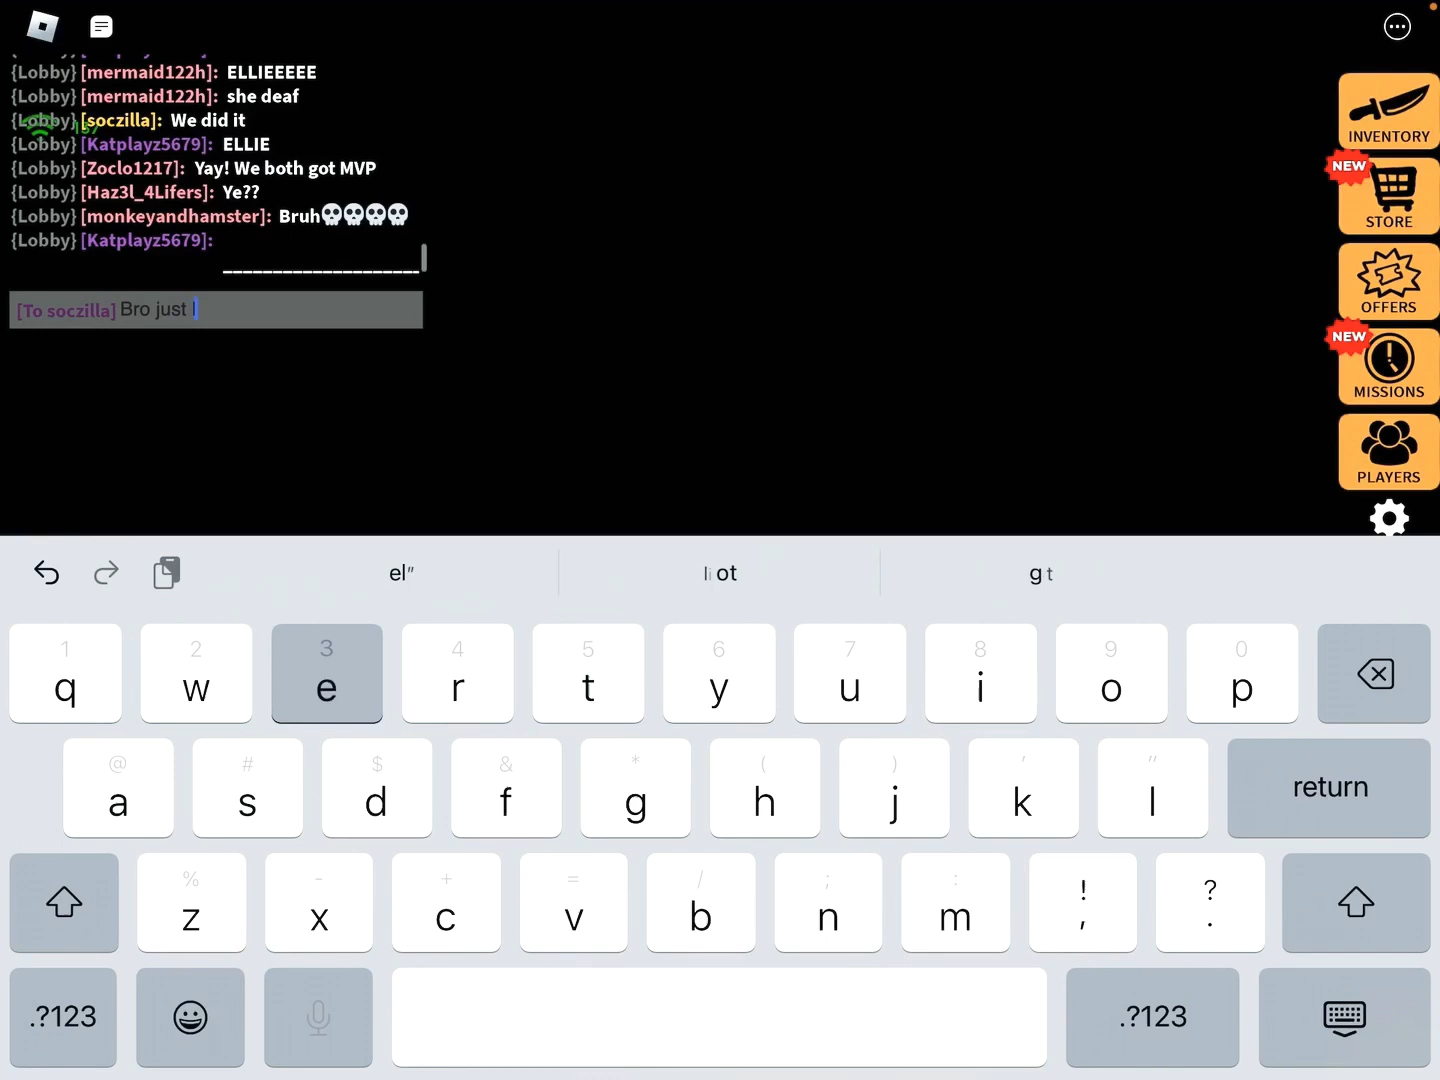 {Lobby} [mermaid122h]: ELLIEEEEE
{Lobby} [mermaid122h]: she deaf
{Lobby} [soczilla]: We did it
{Lobby} [Katplayz5679]: ELLIE
{Lobby} [Zoclo1217]: Yay! We both got MVP
{Lobby} [Haz3l_4Lifers]: Ye??
{Lobby} [monkeyandhamster]: Bruh💀💀💀💀
{Lobby} [Katplayz5679]:
____________________
[To soczilla] Bro just l
INVENTORY
NEW
STORE
OFFERS
NEW
MISSIONS
PLAYERS
1 2 3 4 5 6 7 8 9 0
q w e r t y u i o p
@ # $ & * ( ) ' "
a s d f g h j k l return
% - + = / ; : ! ?
z x c v b n m , .
.?123 .?123